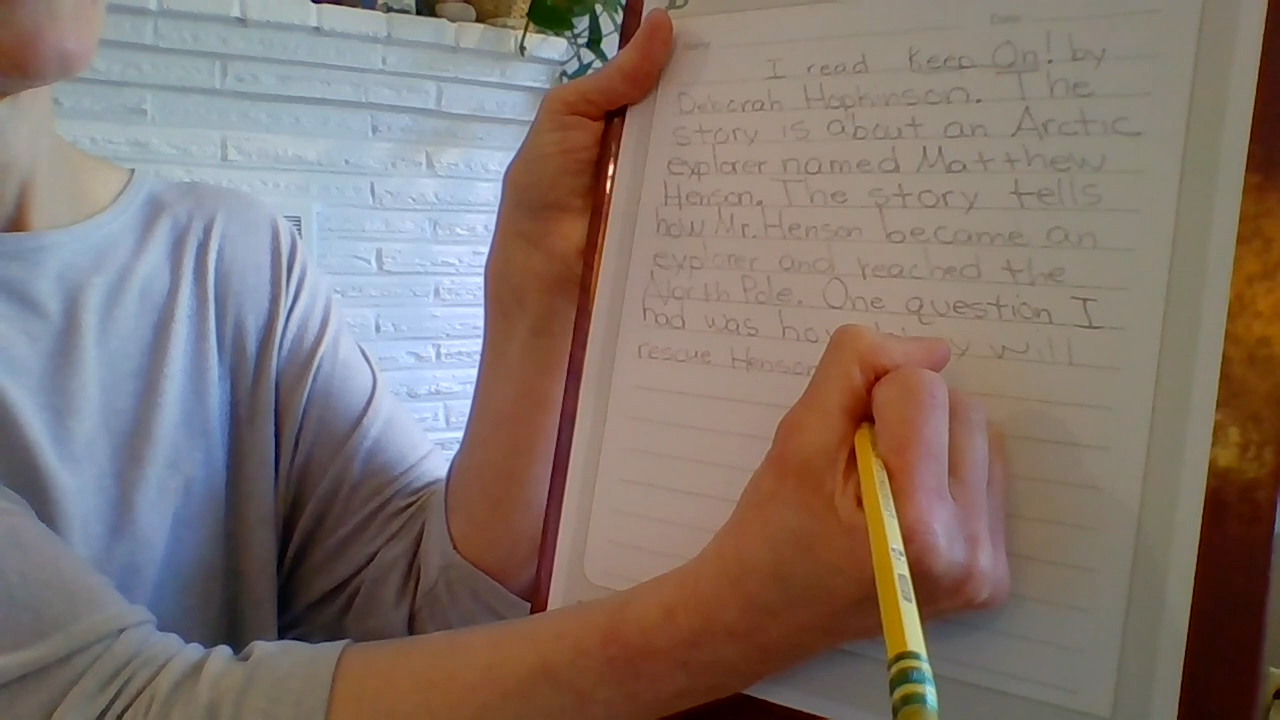 I read Keep On! by
Deborah Hopkinson. The
story is about an Arctic
explorer named Matthew
Henson. The story tells
how Mr. Henson became an
explorer and reached the
North Pole. One question I
had was how will
rescue Henson